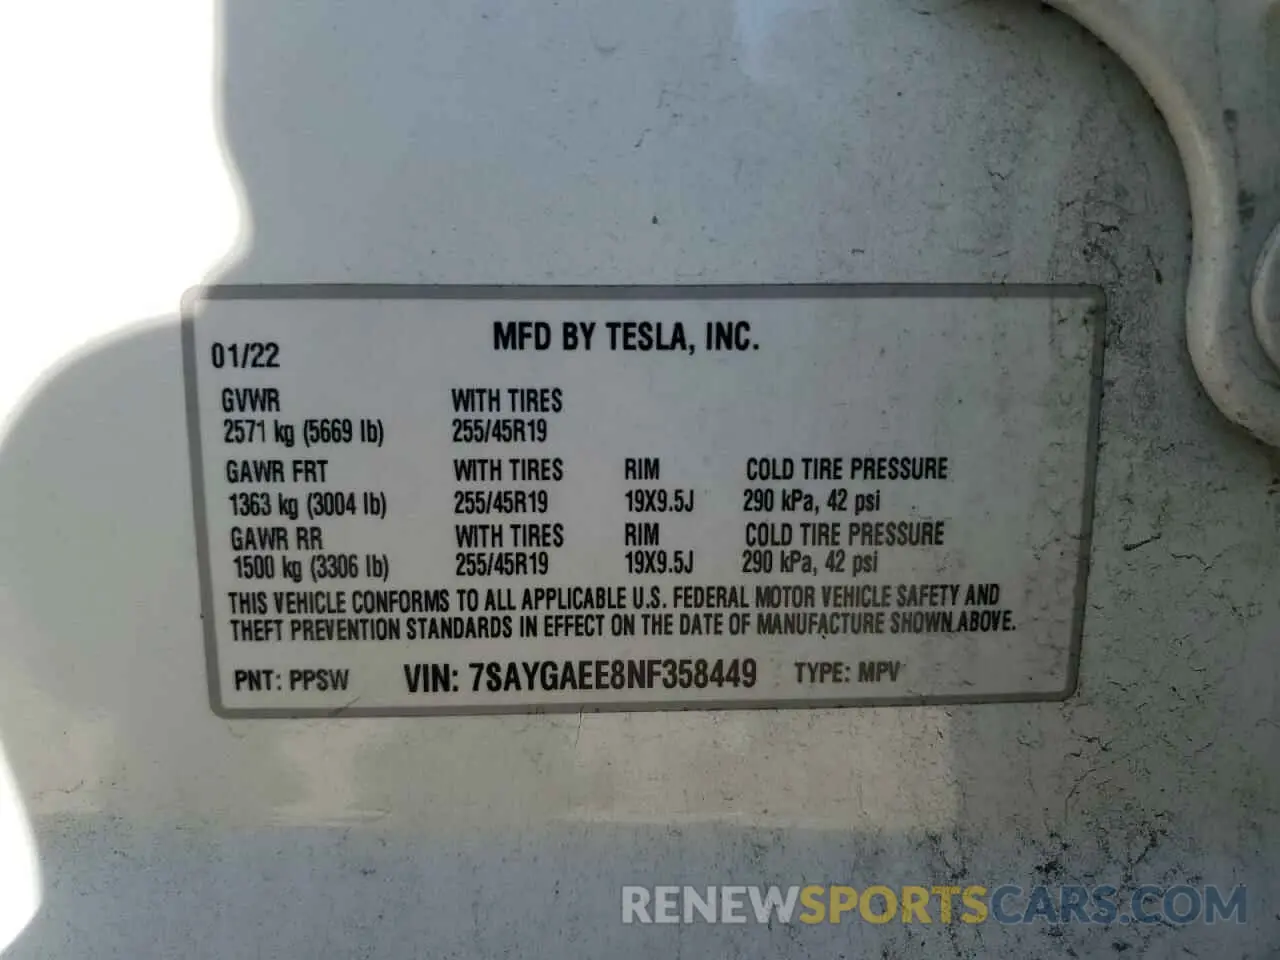 MFD BY TESLA, INC.
01/22
GVWR WITH TIRES
2571 kg (5669 lb) 255/45R19
GAWR FRT WITH TIRES RIM COLD TIRE PRESSURE
1363 kg (3004 lb) 255/45R19 19X9.5J 290 kPa, 42 psi
GAWR RR WITH TIRES RIM COLD TIRE PRESSURE
1500 kg (3306 lb) 255/45R19 19X9.5J 290 kPa, 42 psi
THIS VEHICLE CONFORMS TO ALL APPLICABLE U.S. FEDERAL MOTOR VEHICLE SAFETY AND
THEFT PREVENTION STANDARDS IN EFFECT ON THE DATE OF MANUFACTURE SHOWN ABOVE.
PNT: PPSW VIN: 7SAYGAEE8NF358449 TYPE: MPV
RENEWSPORTSCARS.COM